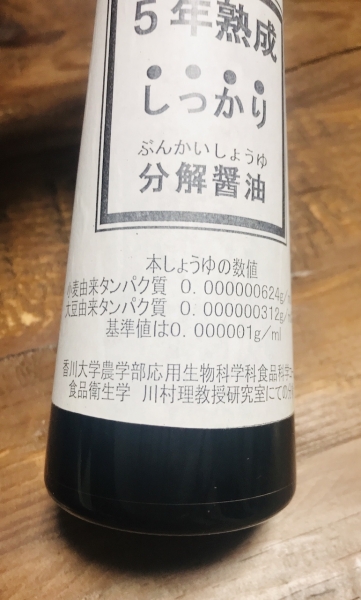 5年熟成
しっかり
ぶんかいしょうゆ
分解醤油
本しょうゆの数値
小麦由来タンパク質 0.000000624g/
大豆由来タンパク質 0.000000312g/
基準値は0.000001g/ml
香川大学農学部応用生物科学科食品科学
食品衛生学 川村理教授研究室にての